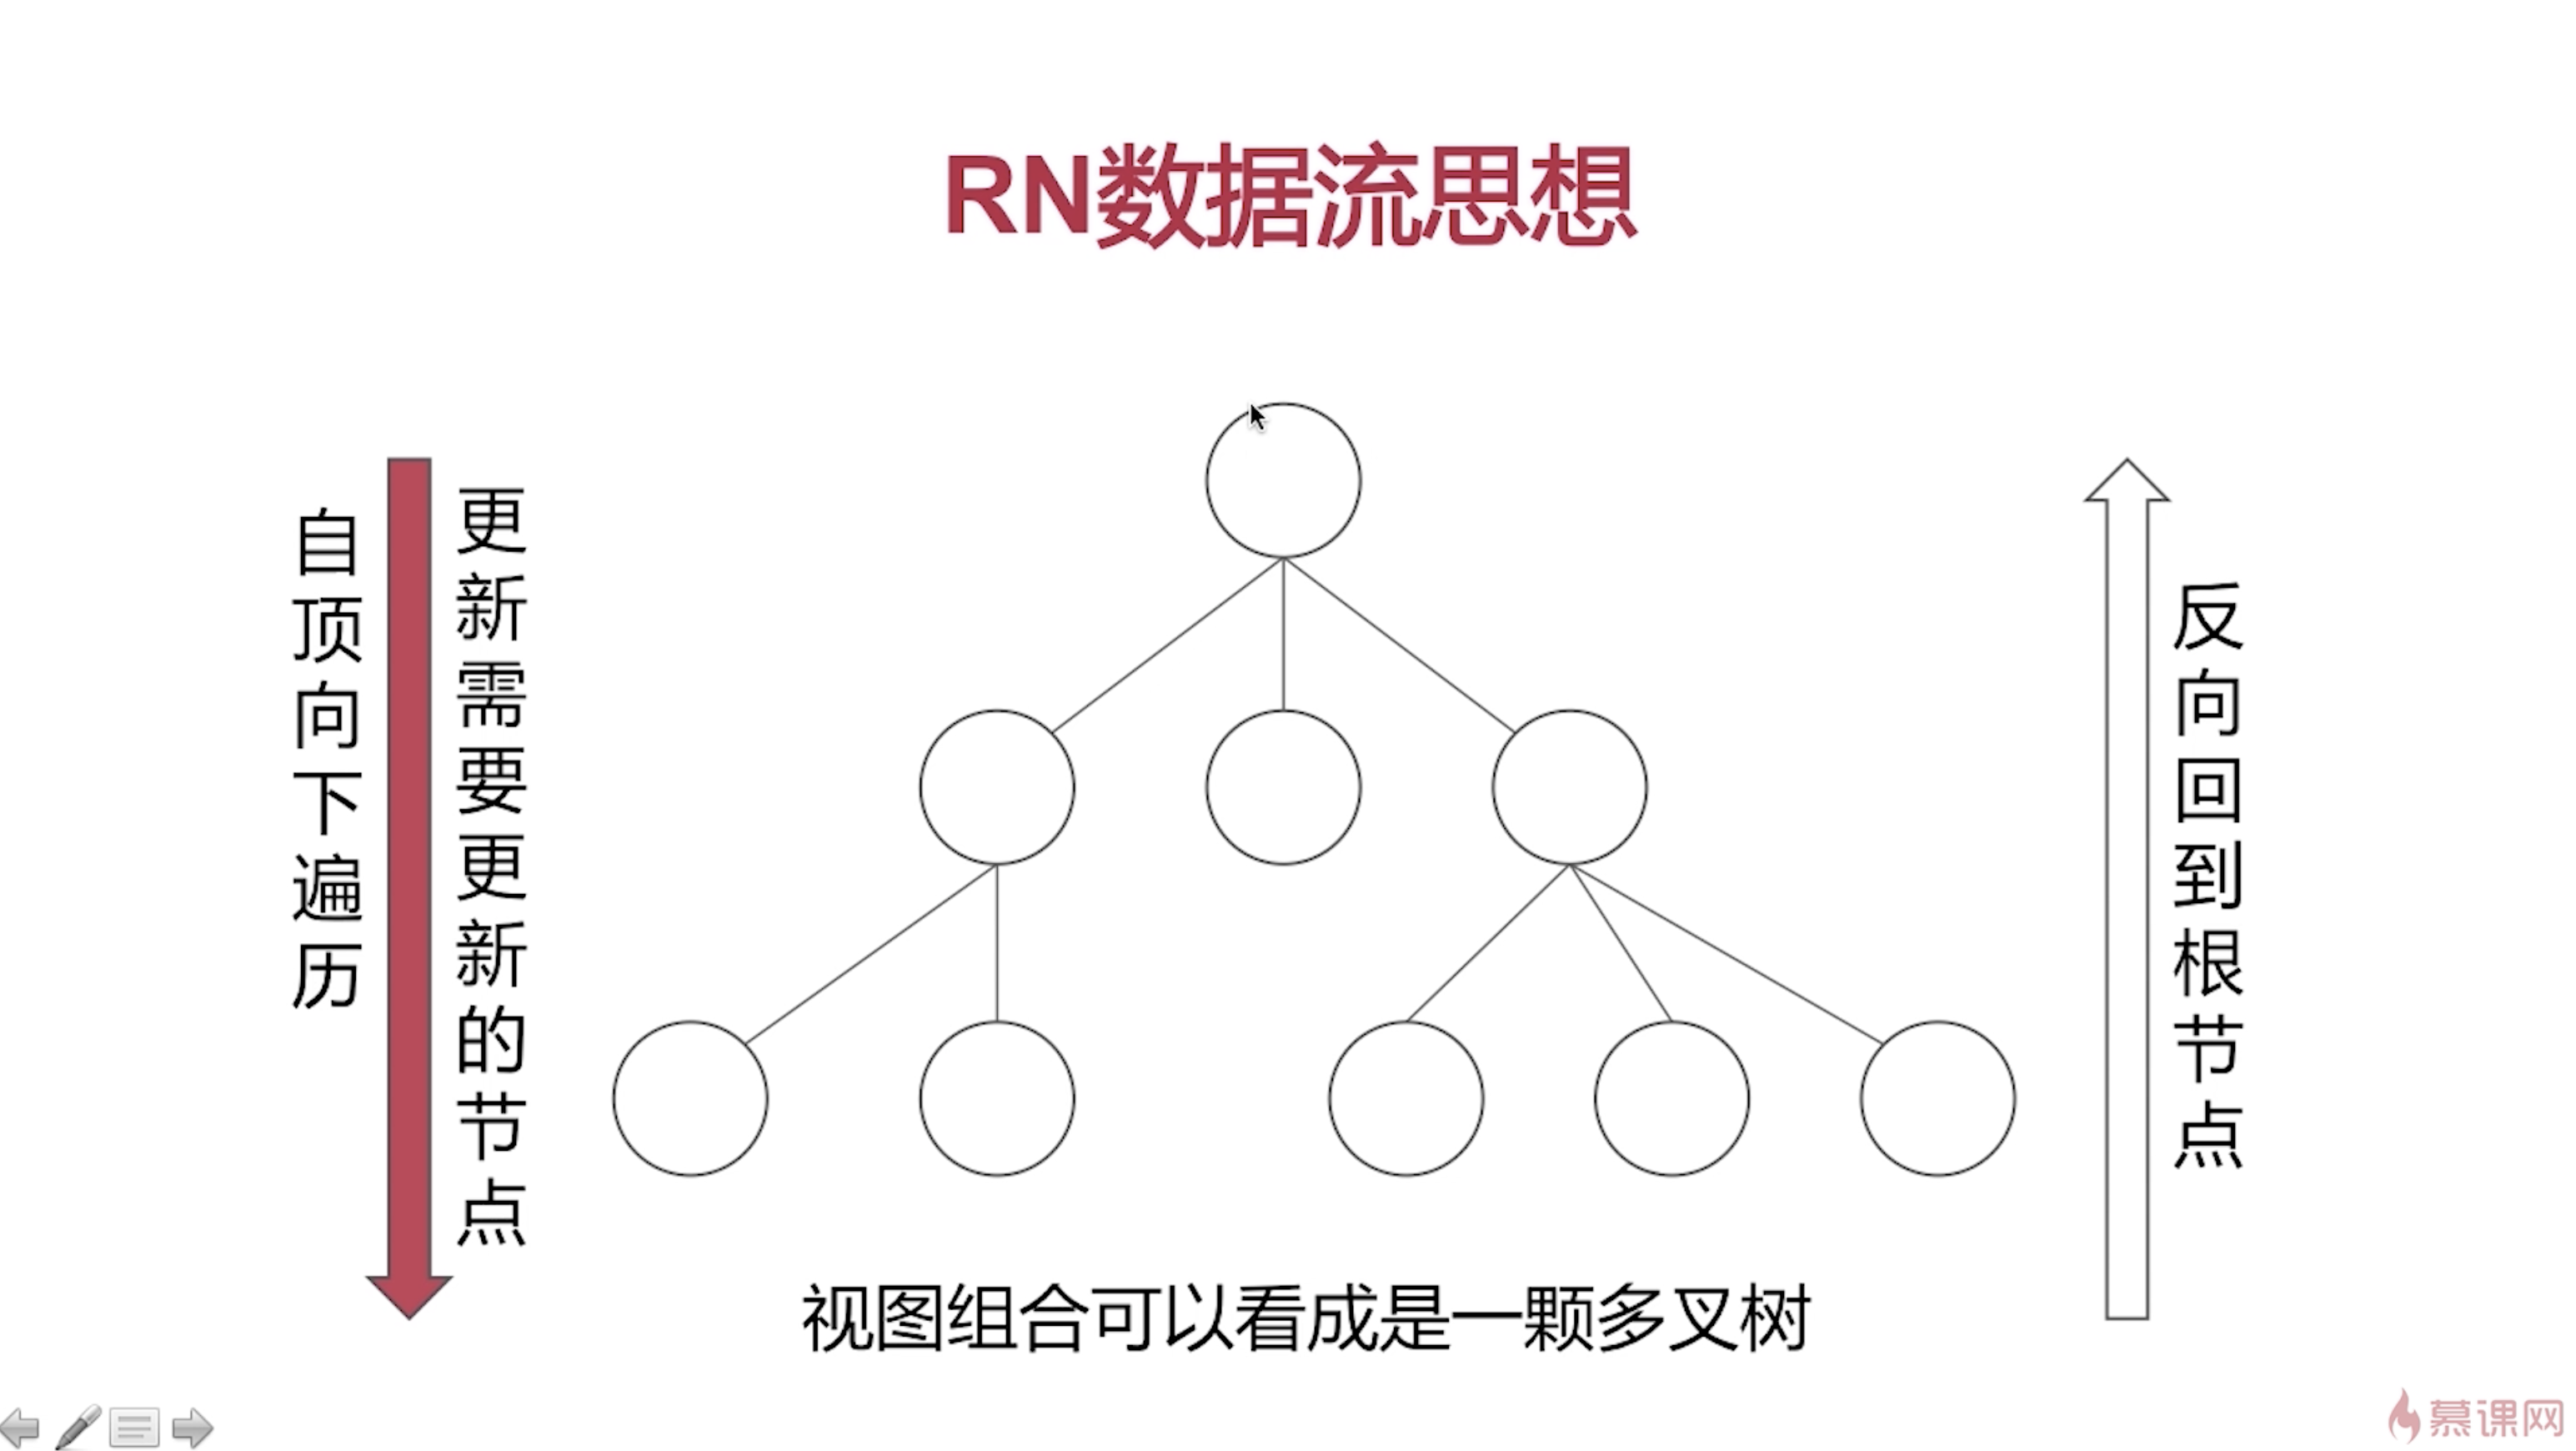 RN数据流思想
自顶向下遍历
更新需要更新的节点
反向回到根节点
视图组合可以看成是一颗多叉树
慕课网